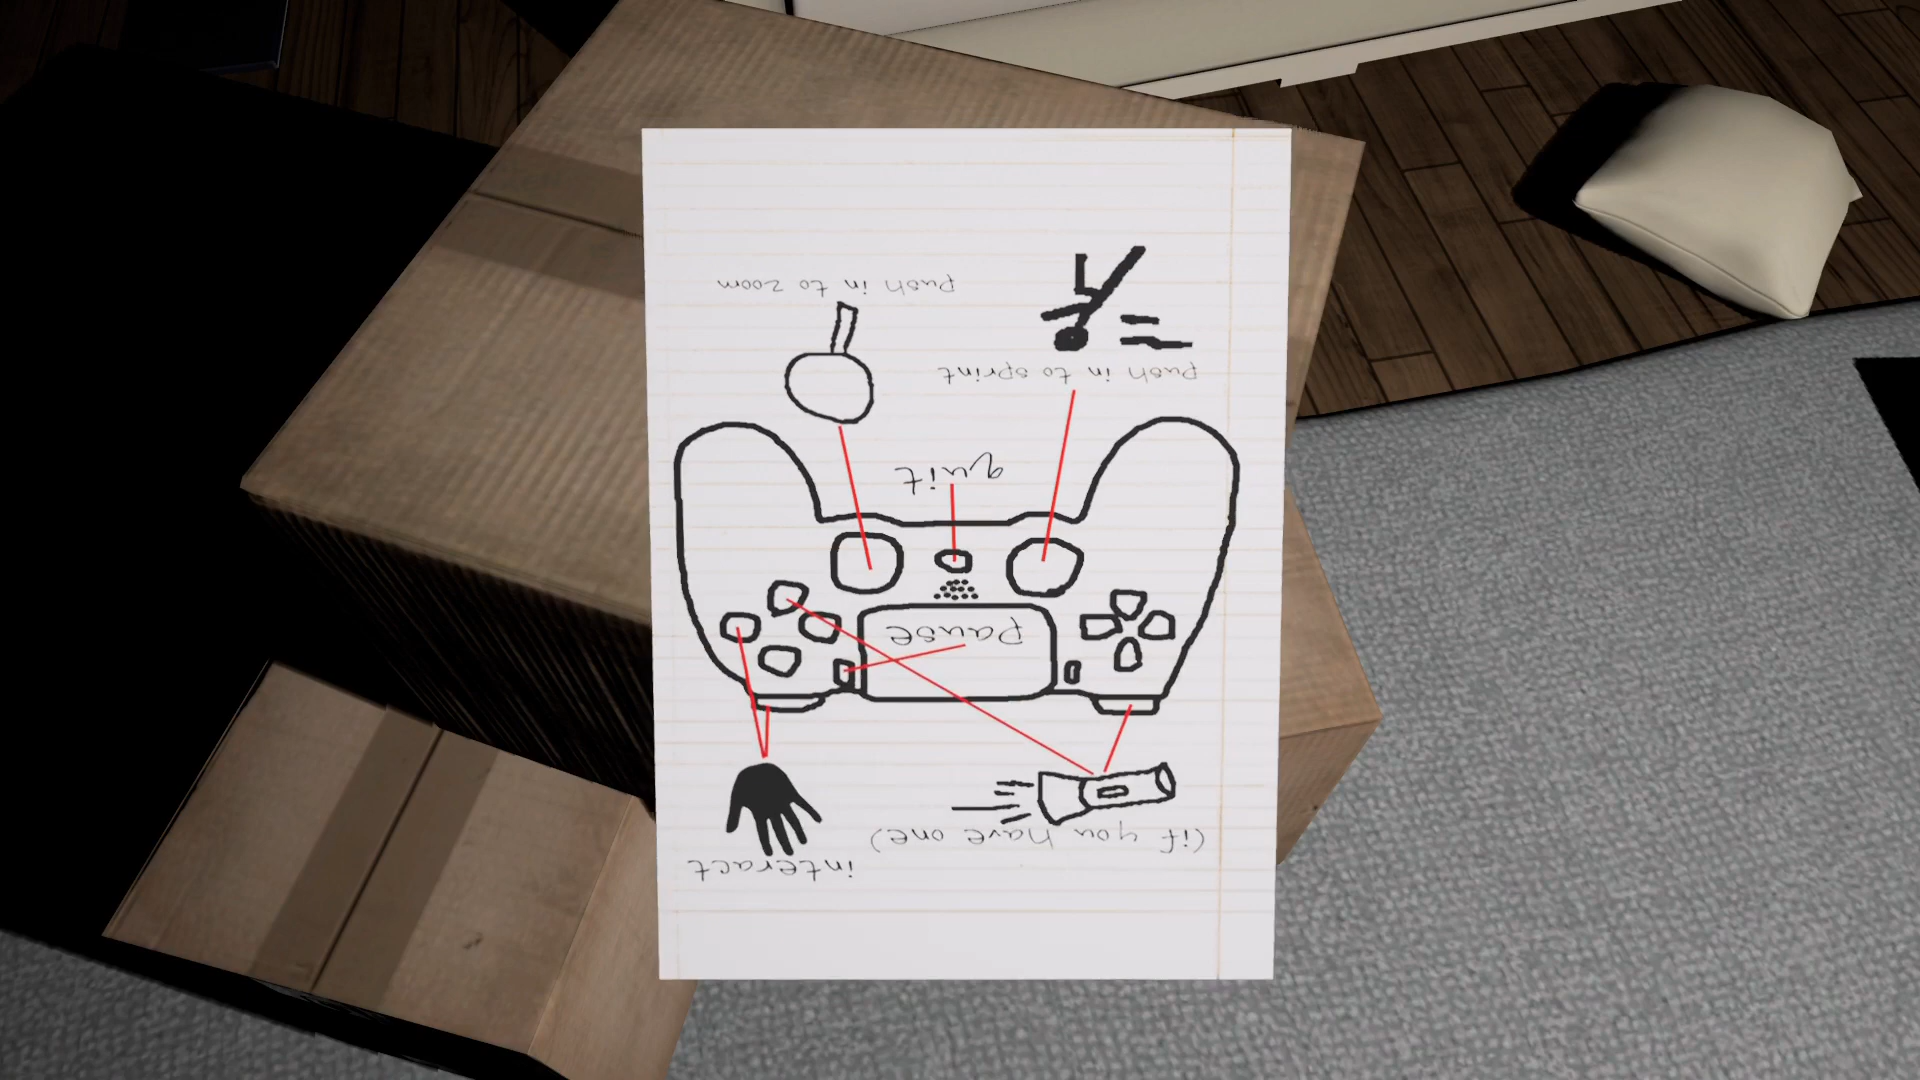 interact
(if you have one)
pause
quit
push in to sprint
push in to zoom